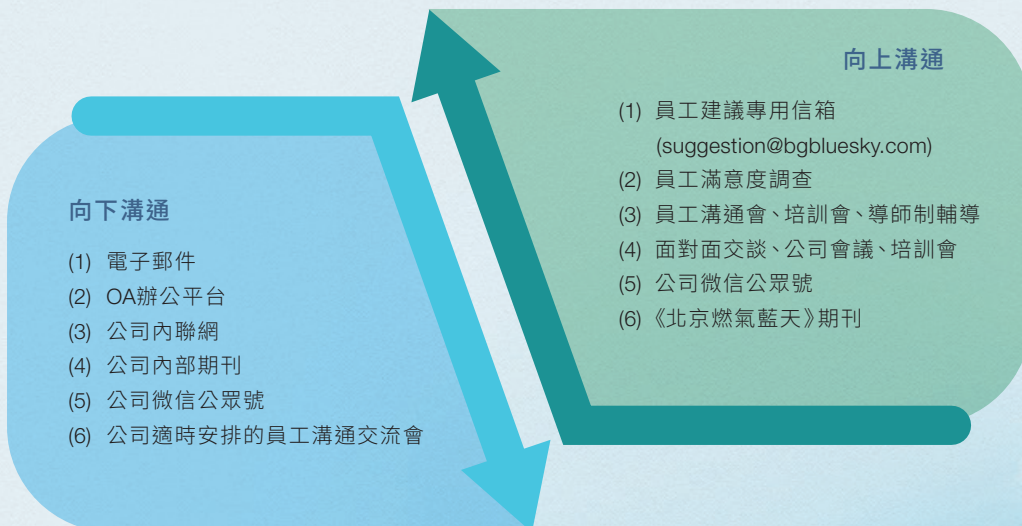 向下溝通
(1) 電子郵件
(2) OA辦公平台
(3) 公司內聯網
(4) 公司內部期刊
(5) 公司微信公眾號
(6) 公司適時安排的員工溝通交流會
向上溝通
(1) 員工建議專用信箱
(suggestion@bgbluesky.com)
(2) 員工滿意度調查
(3) 員工溝通會、培訓會、導師制輔導
(4) 面對面交談、公司會議、培訓會
(5) 公司微信公眾號
(6)《北京燃氣藍天》期刊